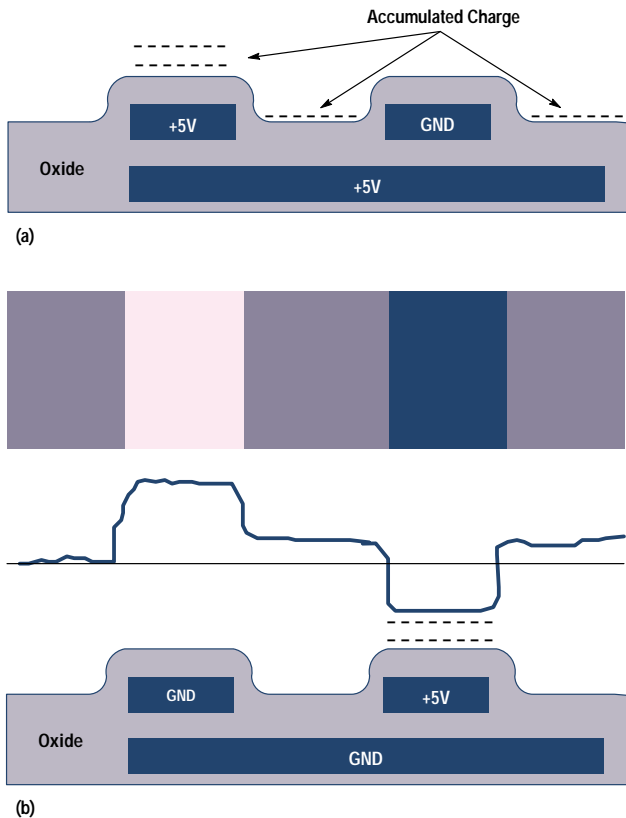 Accumulated Charge
+5V
GND
Oxide
+5V
(a)
GND
+5V
Oxide
GND
(b)